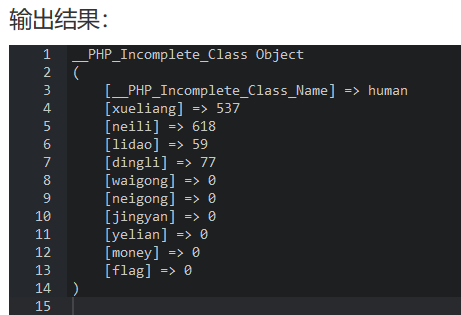 输出结果：
1 __PHP_Incomplete_Class Object
2 (
3 [__PHP_Incomplete_Class_Name] => human
4 [xueliang] => 537
5 [neili] => 618
6 [lidao] => 59
7 [dingli] => 77
8 [waigong] => 0
9 [neigong] => 0
10 [jingyan] => 0
11 [yelian] => 0
12 [money] => 0
13 [flag] => 0
14 )
15